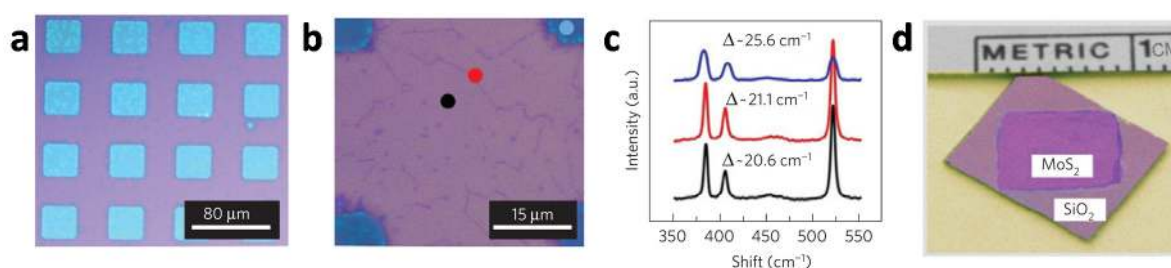 a
80 μm
b
15 μm
c
Intensity (a.u.)
Δ~25.6 cm⁻¹
Δ~21.1 cm⁻¹
Δ~20.6 cm⁻¹
350 400 450 500 550
Shift (cm⁻¹)
d
METRIC 1CM
MoS₂
SiO₂